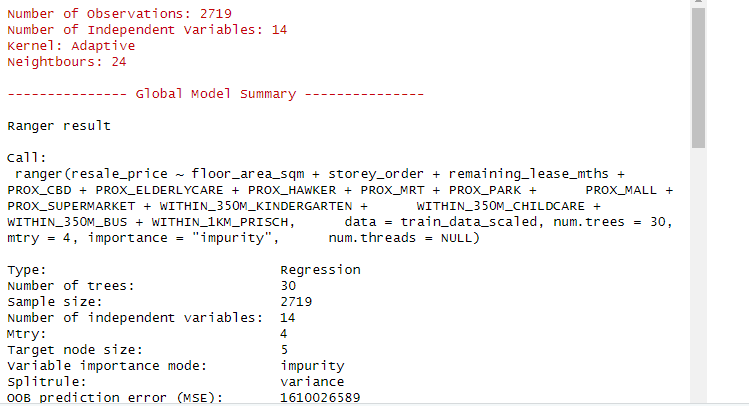 Number of Observations: 2719
Number of Independent Variables: 14
Kernel: Adaptive
Neightbours: 24
--------------- Global Model Summary ---------------
Ranger result
Call:
ranger(resale_price ~ floor_area_sqm + storey_order + remaining_lease_mths +
PROX_CBD + PROX_ELDERLYCARE + PROX_HAWKER + PROX_MRT + PROX_PARK + PROX_MALL +
PROX_SUPERMARKET + WITHIN_350M_KINDERGARTEN + WITHIN_350M_CHILDCARE +
WITHIN_350M_BUS + WITHIN_1KM_PRISCH, data = train_data_scaled, num.trees = 30,
mtry = 4, importance = "impurity", num.threads = NULL)
Type: Regression
Number of trees: 30
Sample size: 2719
Number of independent variables: 14
Mtry: 4
Target node size: 5
Variable importance mode: impurity
Splitrule: variance
OOB prediction error (MSE): 1610026589